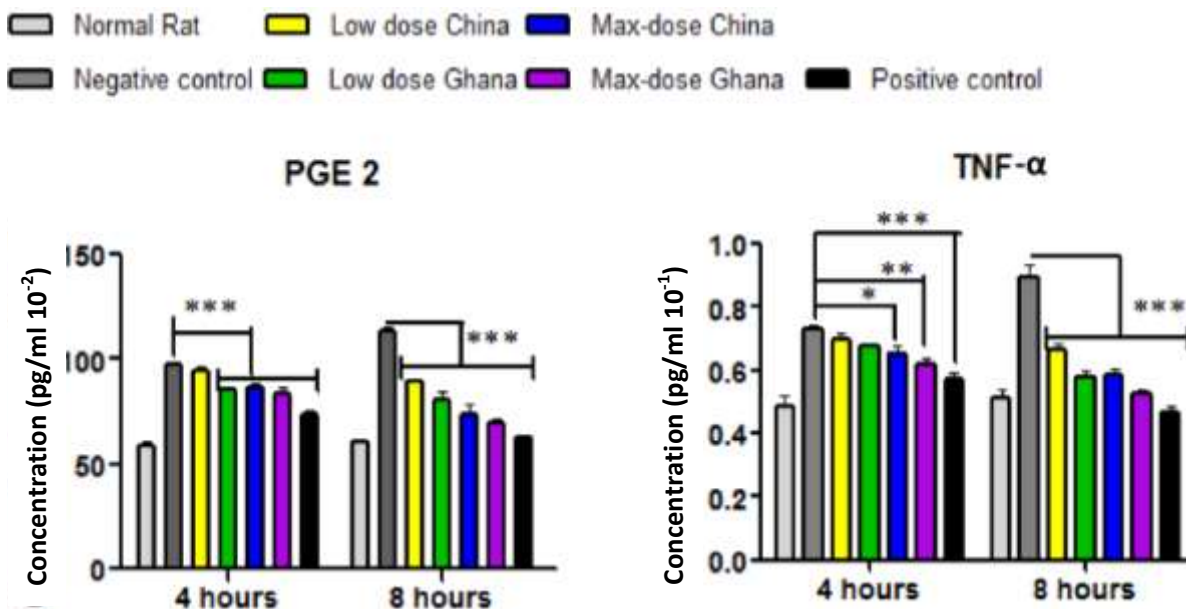 Normal Rat Low dose China Max-dose China
Negative control Low dose Ghana Max-dose Ghana Positive control
PGE 2
Concentration (pg/ml 10-2)
150
100
50
0
***
***
4 hours 8 hours
TNF-α
Concentration (pg/ml 10-1)
1.0
0.8
0.6
0.4
0.2
0.0
***
**
*
***
4 hours 8 hours